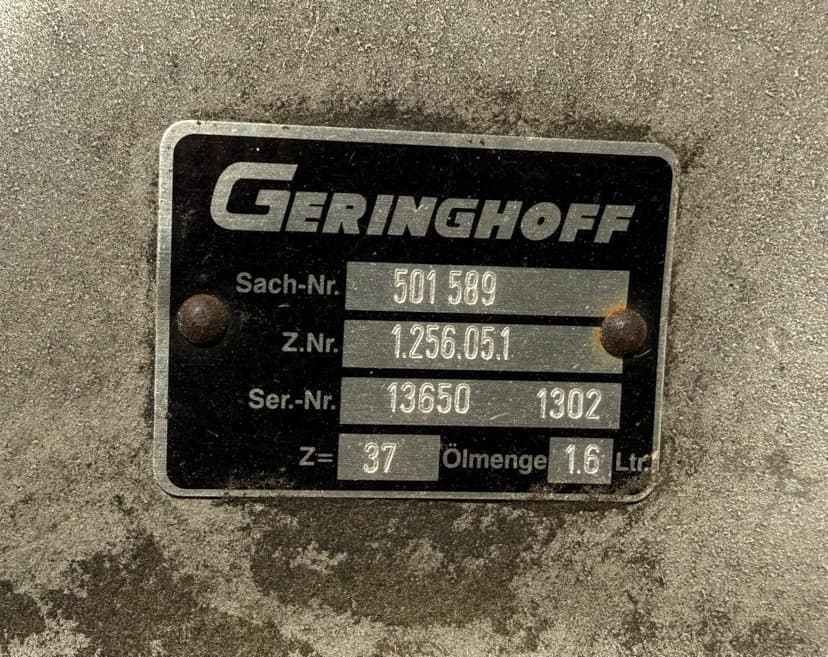 GERINGHOFF
Sach-Nr. 501 589
Z.Nr. 1.256.05.1
Ser.-Nr. 13650 1302
Z= 37 Ölmenge 1.6 Ltr.